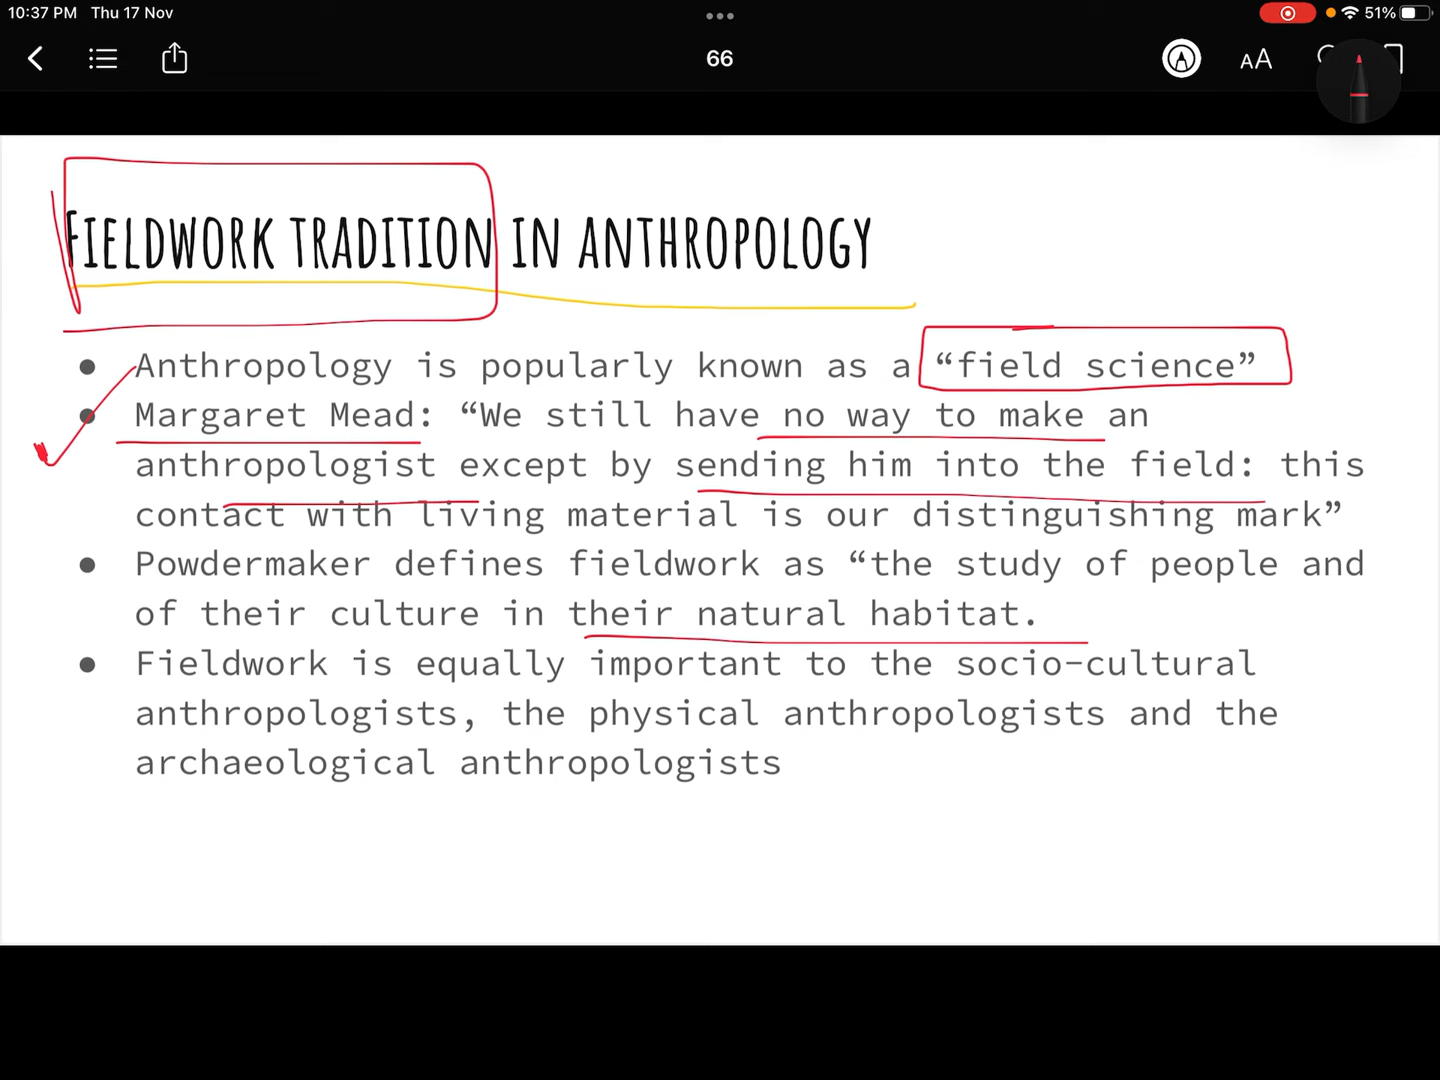 10:37 PM Thu 17 Nov
51%
66
AA
FIELDWORK TRADITION IN ANTHROPOLOGY
● Anthropology is popularly known as a “field science”
● Margaret Mead: “We still have no way to make an
anthropologist except by sending him into the field: this
contact with living material is our distinguishing mark”
● Powdermaker defines fieldwork as “the study of people and
of their culture in their natural habitat.
● Fieldwork is equally important to the socio-cultural
anthropologists, the physical anthropologists and the
archaeological anthropologists